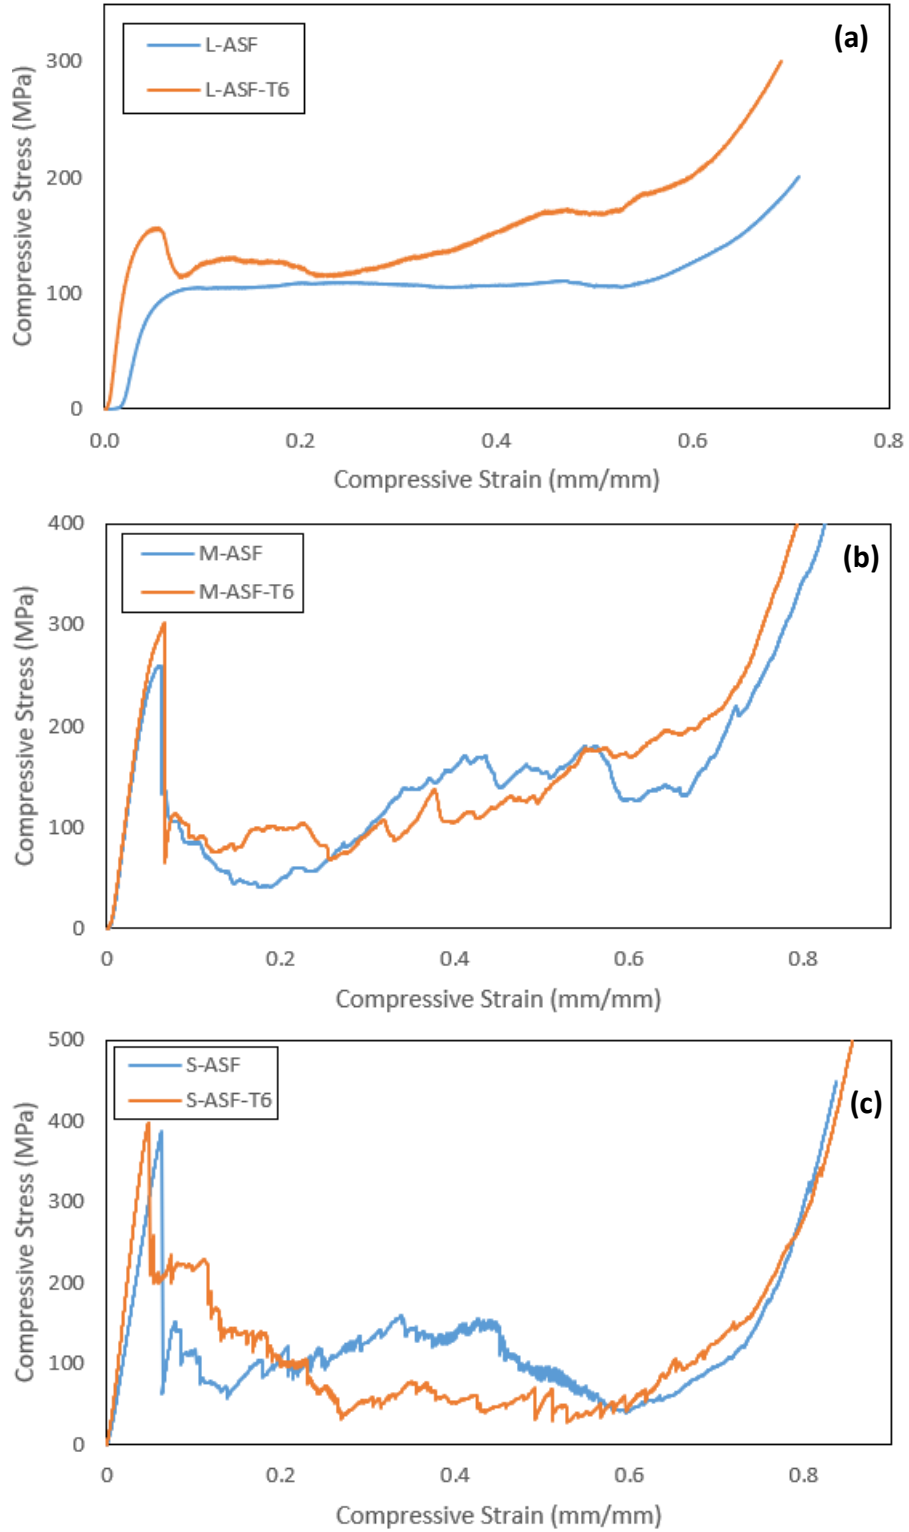 (a)
L-ASF
L-ASF-T6
300
200
100
0
0.0 0.2 0.4 0.6 0.8
Compressive Stress (MPa)
Compressive Strain (mm/mm)
(b)
M-ASF
M-ASF-T6
400
300
200
100
0
0 0.2 0.4 0.6 0.8
Compressive Stress (MPa)
Compressive Strain (mm/mm)
(c)
S-ASF
S-ASF-T6
500
400
300
200
100
0
0 0.2 0.4 0.6 0.8
Compressive Stress (MPa)
Compressive Strain (mm/mm)